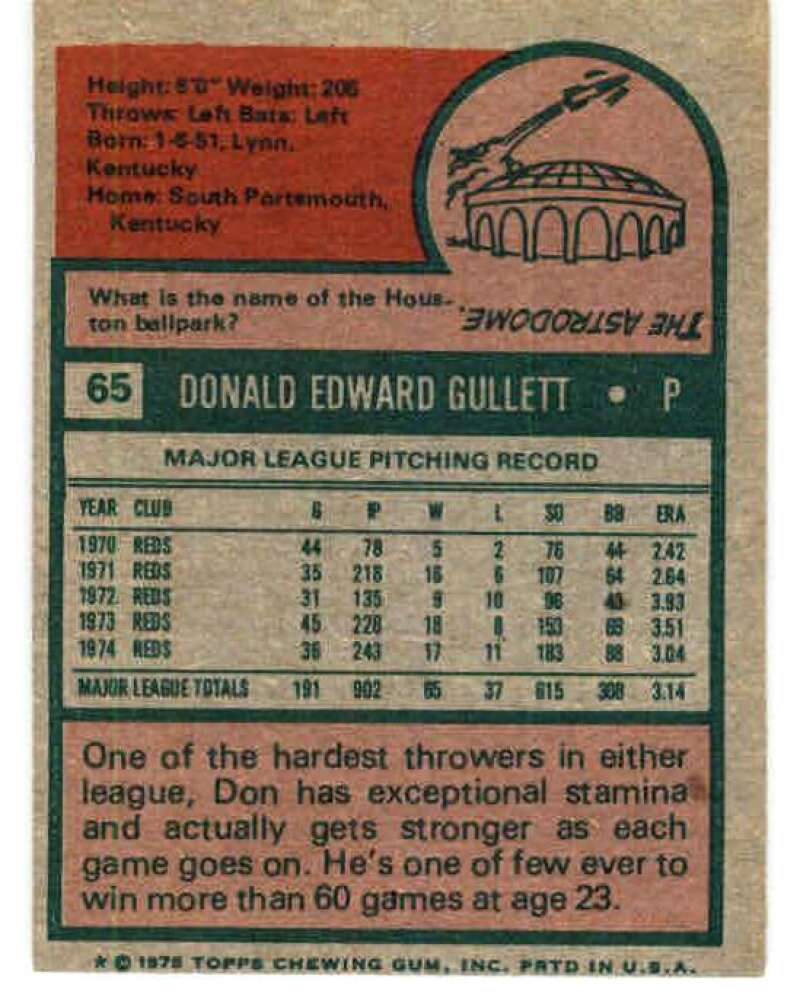 Height: 6'0" Weight: 206
Throws: Left Bats: Left
Born: 1-6-51, Lynn,
Kentucky
Home: South Portsmouth,
Kentucky
What is the name of the Hous-
ton ballpark?
THE ASTRODOME.
65 DONALD EDWARD GULLETT • P
MAJOR LEAGUE PITCHING RECORD
YEAR CLUB G IP W L SO BB ERA
1970 REDS 44 78 5 2 76 44 2.42
1971 REDS 35 218 16 6 107 64 2.64
1972 REDS 31 135 9 10 96 43 3.93
1973 REDS 45 228 18 8 153 69 3.51
1974 REDS 36 243 17 11 183 88 3.04
MAJOR LEAGUE TOTALS 191 902 65 37 615 308 3.14
One of the hardest throwers in either
league, Don has exceptional stamina
and actually gets stronger as each
game goes on. He's one of few ever to
win more than 60 games at age 23.
* © 1975 TOPPS CHEWING GUM, INC. PRTD IN U.S.A.